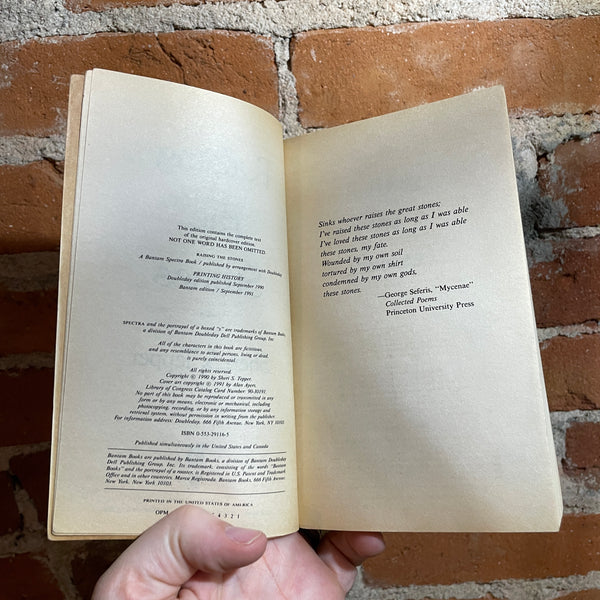 This edition contains the complete text
of the original hardcover edition.
NOT ONE WORD HAS BEEN OMITTED.
RAISING THE STONES
A Bantam Spectra Book / published by arrangement with Doubleday
PRINTING HISTORY
Doubleday edition published September 1990
Bantam edition / September 1991
SPECTRA and the portrayal of a boxed "s" are trademarks of Bantam Books,
a division of Bantam Doubleday Dell Publishing Group, Inc.
All of the characters in this book are fictitious,
and any resemblance to actual persons, living or dead,
is purely coincidental.
All rights reserved.
Copyright © 1990 by Sheri S. Tepper.
Cover art copyright © 1991 by Alan Ayers.
Library of Congress Catalog Card Number: 90-30191.
No part of this book may be reproduced or transmitted in any
form or by any means, electronic or mechanical, including
photocopying, recording, or by any information storage and
retrieval system, without permission in writing from the publisher.
For information address: Doubleday, 666 Fifth Avenue, New York, NY 10103.
ISBN 0-553-29116-5
Published simultaneously in the United States and Canada
Bantam Books are published by Bantam Books, a division of Bantam Doubleday
Dell Publishing Group, Inc. Its trademark, consisting of the words "Bantam
Books" and the portrayal of a rooster, is Registered in U.S. Patent and Trademark
Office and in other countries. Marca Registrada. Bantam Books, 666 Fifth Avenue,
New York, New York 10103.
PRINTED IN THE UNITED STATES OF AMERICA
OPM 4 3 2 1
Sinks whoever raises the great stones;
I've raised these stones as long as I was able
I've loved these stones as long as I was able
these stones, my fate.
Wounded by my own soil
tortured by my own shirt
condemned by my own gods,
these stones.
—George Seferis, "Mycenae"
Collected Poems
Princeton University Press